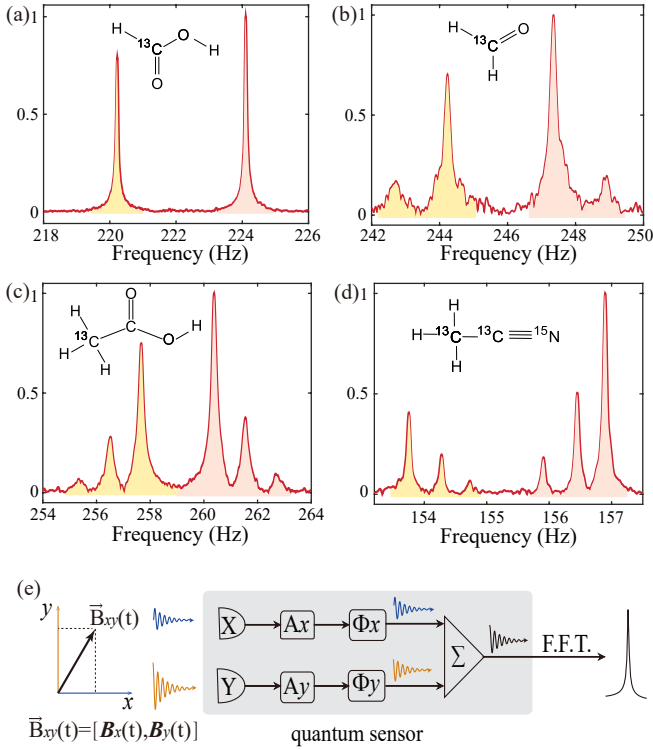 (a)
1
0.5
0
H
13C
O
H
O
218
220
222
224
226
Frequency (Hz)
(b)
1
0.5
0
H
13C
O
H
242
244
246
248
250
Frequency (Hz)
(c)
1
0.5
0
O
H
13C
C
H
H
O
H
254
256
258
260
262
264
Frequency (Hz)
(d)
1
0.5
0
H
H
13C
13C
15N
H
154
155
156
157
Frequency (Hz)
(e)
y
B⃗xy(t)
x
B⃗xy(t)=[Bx(t),By(t)]
X
Ax
Φx
Y
Ay
Φy
Σ
F.F.T.
quantum sensor